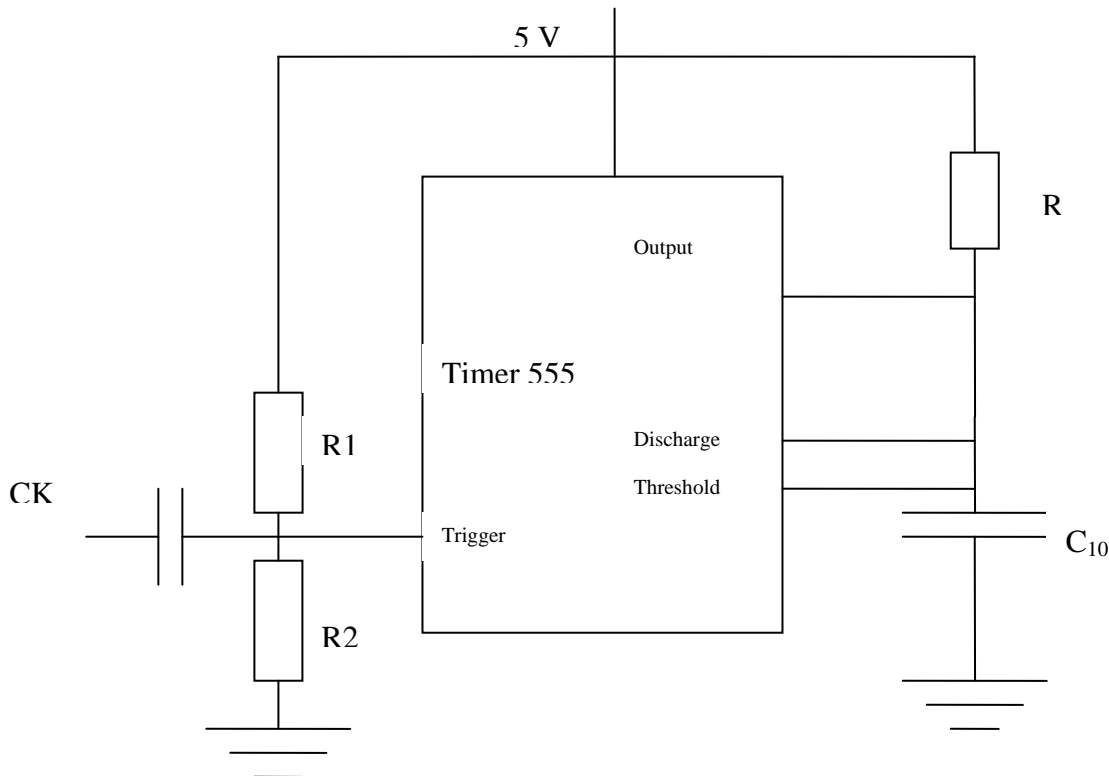 5 V
R
Output
Timer 555
R1
Discharge
Threshold
CK
Trigger
C10
R2